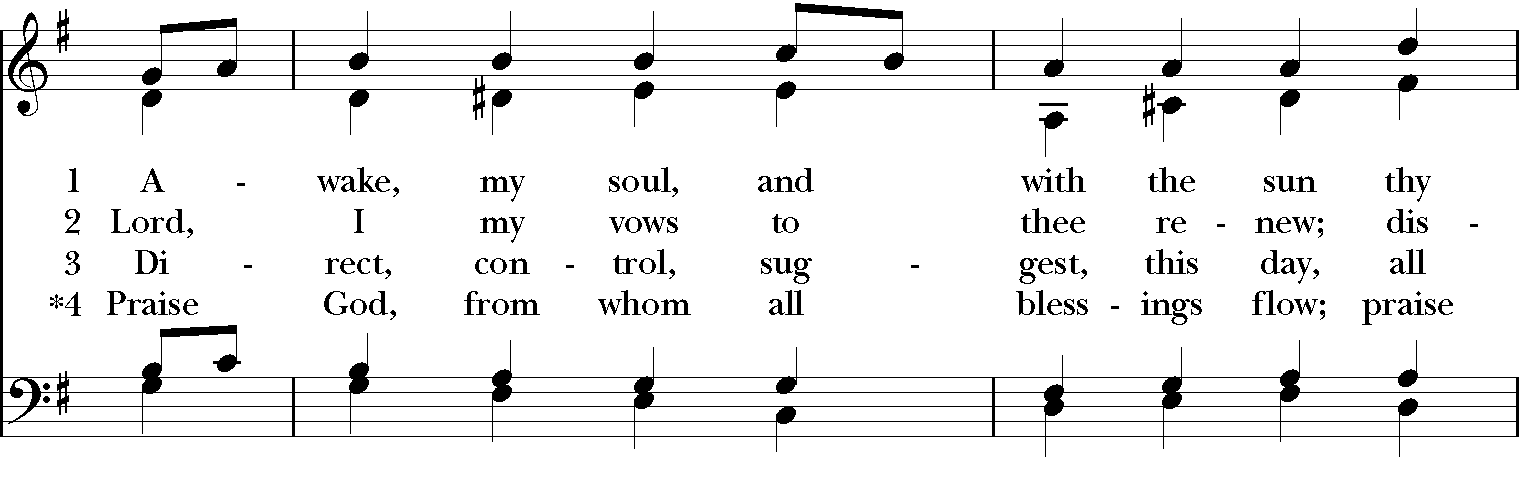 1 A - wake, my soul, and with the sun thy
2 Lord, I my vows to thee re - new; dis -
3 Di - rect, con - trol, sug - gest, this day, all
*4 Praise God, from whom all bless - ings flow; praise